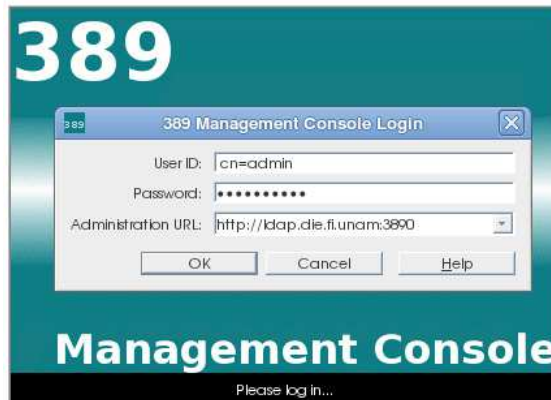 389
389
389 Management Console Login
User ID: cn=admin
Password: ••••••••••
Administration URL: http://ldap.die.fi.unam:3890
OK Cancel Help
Management Console
Please log in...